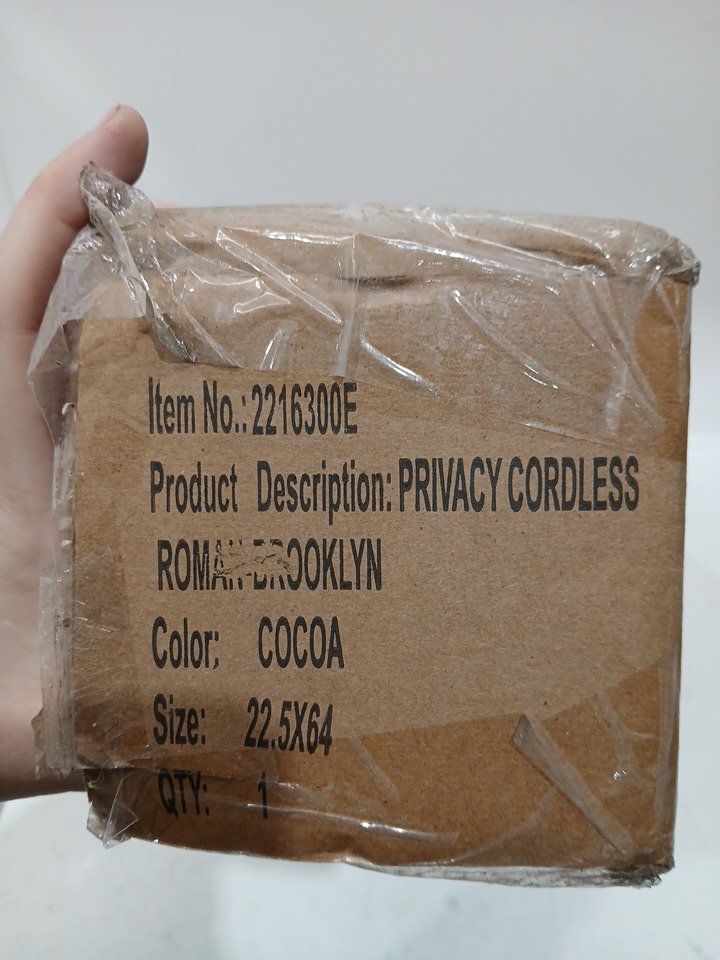 Item No.: 2216300E
Product Description: PRIVACY CORDLESS
ROMAN BROOKLYN
Color: COCOA
Size: 22.5X64
QTY: 1